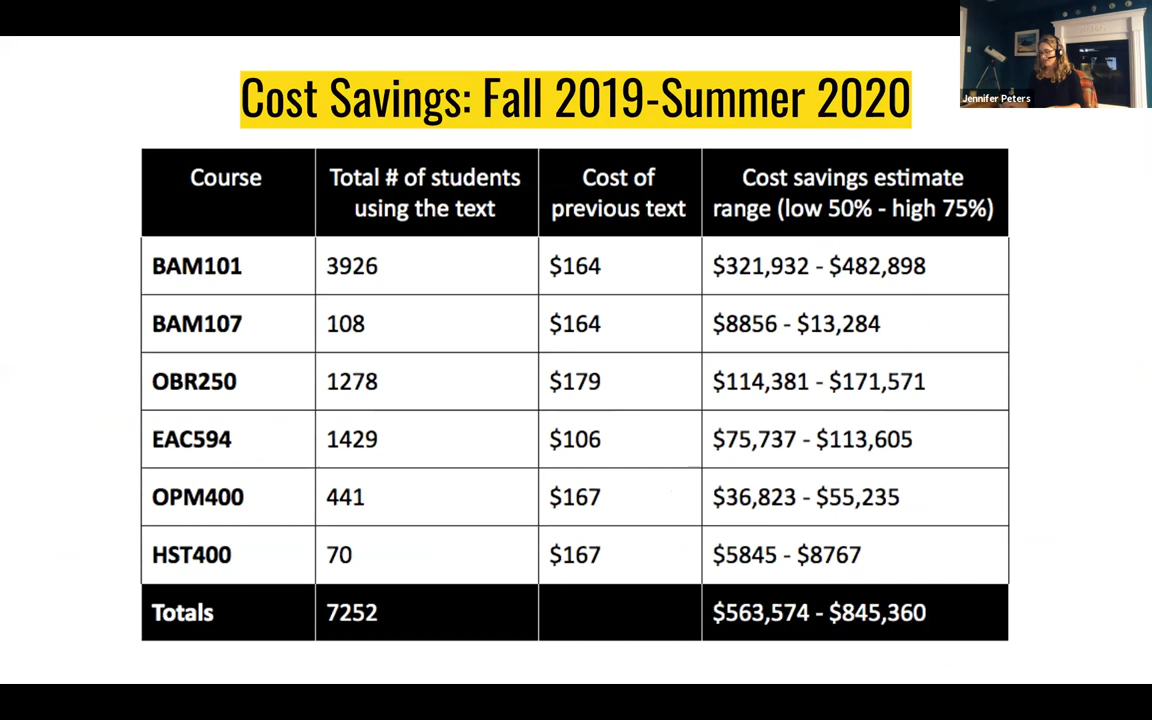 Cost Savings: Fall 2019-Summer 2020
Jennifer Peters
Course
Total # of students
using the text
Cost of
previous text
Cost savings estimate
range (low 50% - high 75%)
BAM101 3926 $164 $321,932 - $482,898
BAM107 108 $164 $8856 - $13,284
OBR250 1278 $179 $114,381 - $171,571
EAC594 1429 $106 $75,737 - $113,605
OPM400 441 $167 $36,823 - $55,235
HST400 70 $167 $5845 - $8767
Totals 7252 $563,574 - $845,360